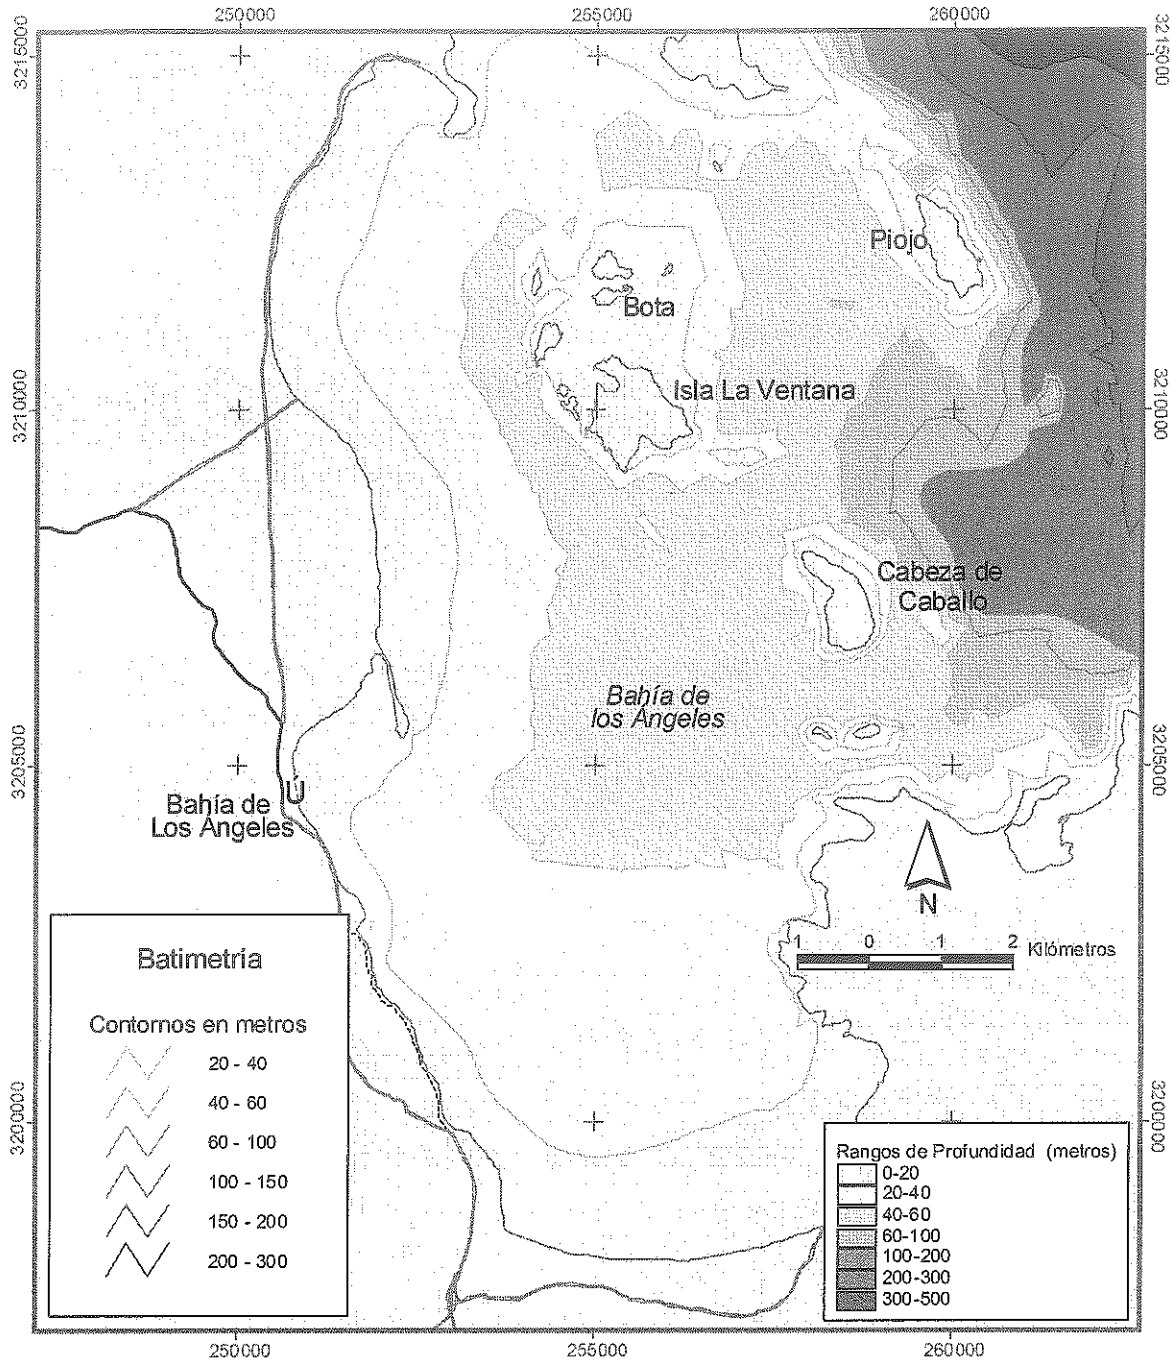 250000
255000
260000
3215000
3215000
Piojo
Bota
Isla La Ventana
3210000
3210000
Cabeza de
Caballo
Bahía de
los Angeles
3205000
3205000
Ú
Bahía de
Los Angeles
N
1 0 1 2 Kilómetros
Batimetría
Contornos en metros
20 - 40
40 - 60
60 - 100
100 - 150
150 - 200
200 - 300
3200000
3200000
Rangos de Profundidad (metros)
0-20
20-40
40-60
60-100
100-200
200-300
300-500
250000
255000
260000